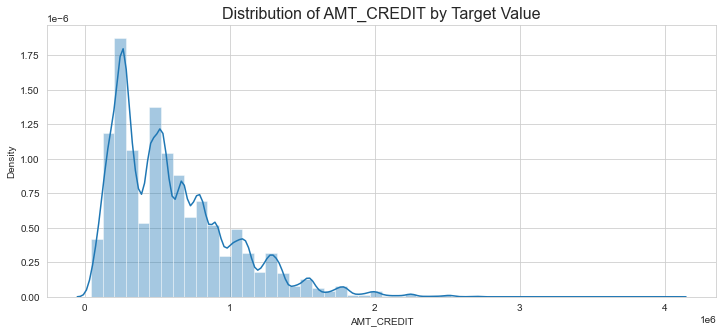 Distribution of AMT_CREDIT by Target Value
1e−6
1.75
1.50
1.25
1.00
0.75
0.50
0.25
0.00
Density
0
1
2
3
4
AMT_CREDIT
1e6